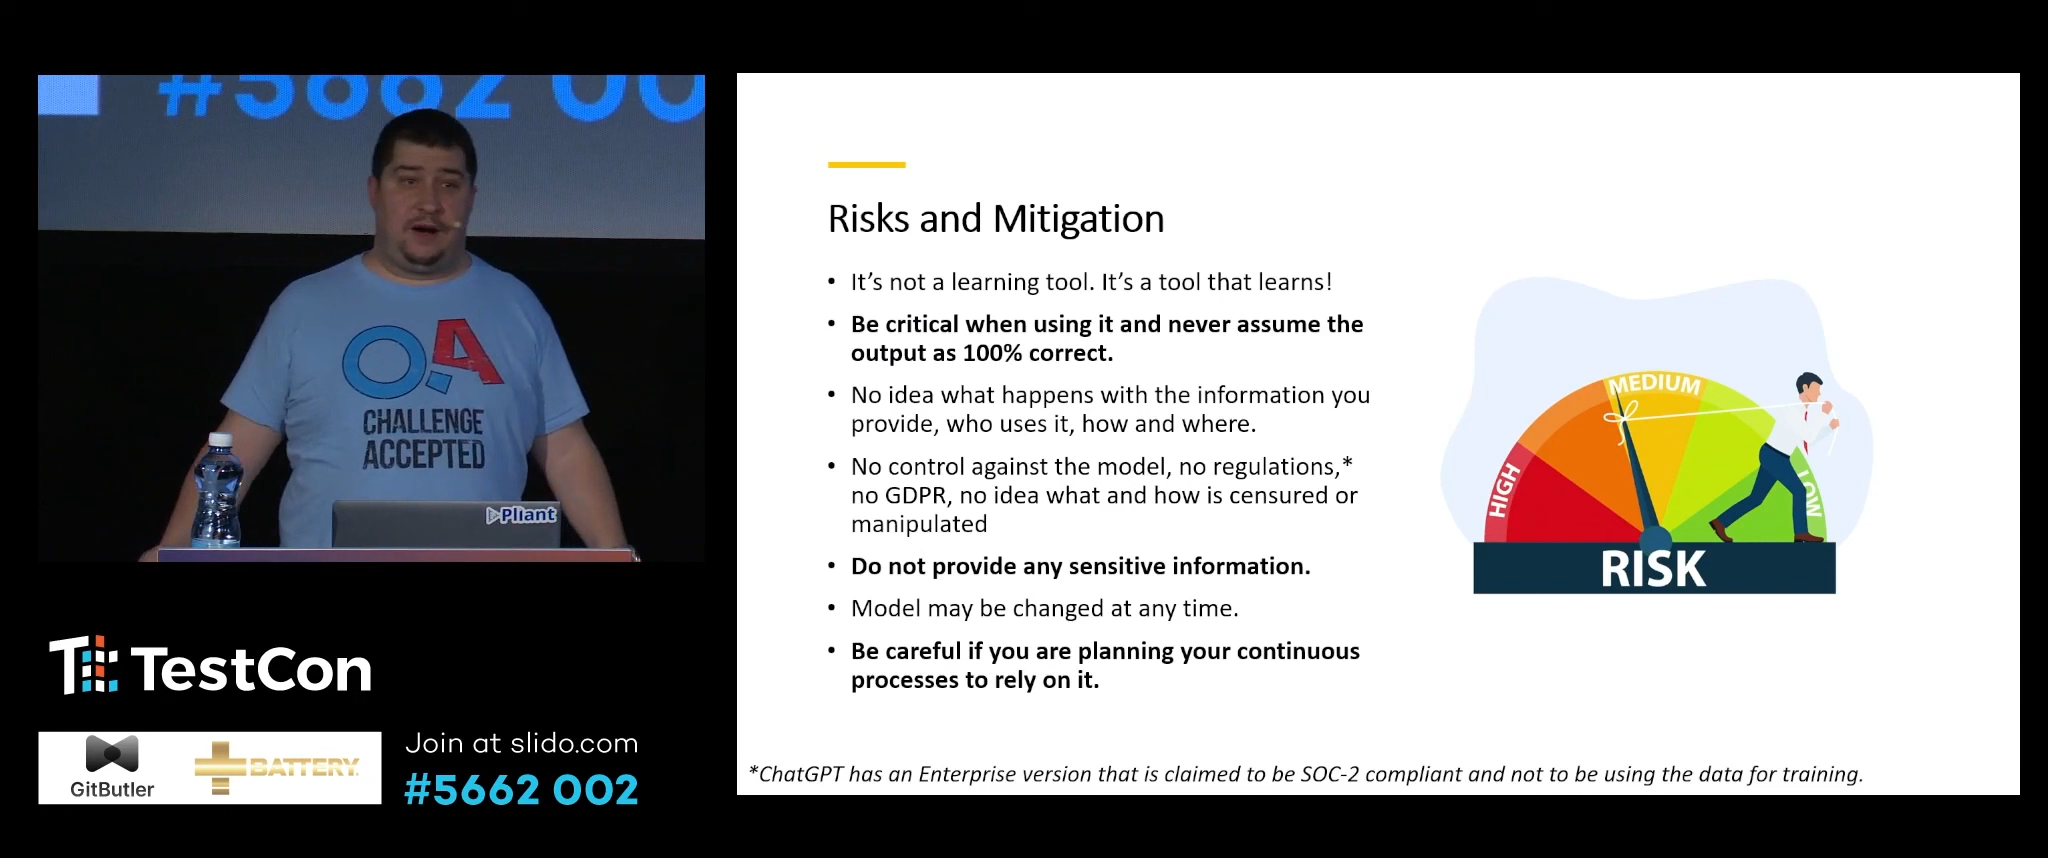 #5662 00
Q.A
CHALLENGE
ACCEPTED
Pliant
TestCon
GitButler
BATTERY
Join at slido.com
#5662 002
Risks and Mitigation
• It’s not a learning tool. It’s a tool that learns!
• Be critical when using it and never assume the
output as 100% correct.
• No idea what happens with the information you
provide, who uses it, how and where.
• No control against the model, no regulations,*
no GDPR, no idea what and how is censured or
manipulated
• Do not provide any sensitive information.
• Model may be changed at any time.
• Be careful if you are planning your continuous
processes to rely on it.
HIGH
MEDIUM
LOW
RISK
*ChatGPT has an Enterprise version that is claimed to be SOC-2 compliant and not to be using the data for training.